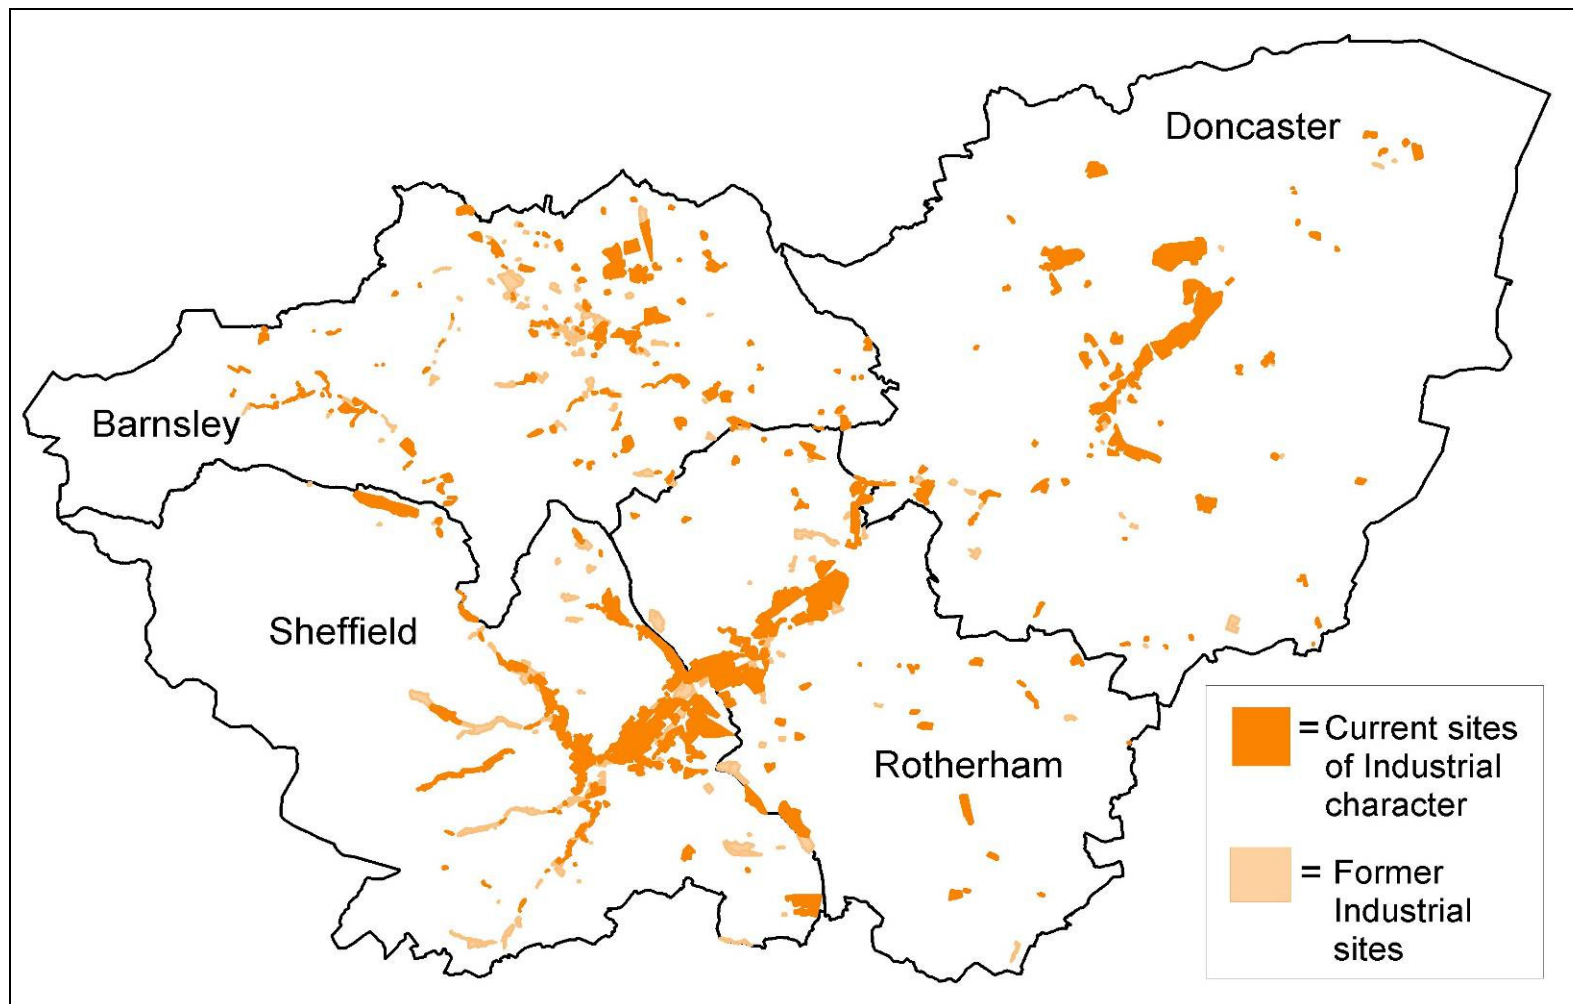 Doncaster
Barnsley
Sheffield
Rotherham
= Current sites
of Industrial
character
= Former
Industrial
sites